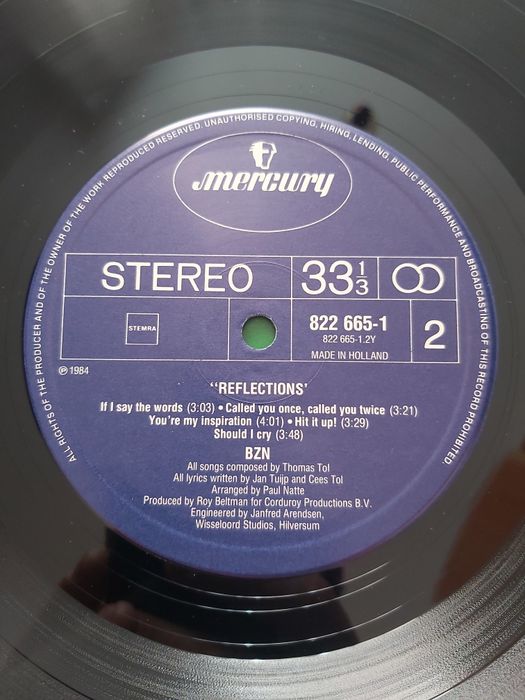 ALL RIGHTS OF THE PRODUCER AND OF THE OWNER OF THE WORK REPRODUCED RESERVED. UNAUTHORISED COPYING, HIRING, LENDING, PUBLIC PERFORMANCE AND BROADCASTING OF THIS RECORD PROHIBITED.
mercury
STEREO 33 1/3
STEMRA
822 665-1
822 665-1.2Y
MADE IN HOLLAND
2
℗ 1984
"REFLECTIONS'
If I say the words (3:03) • Called you once, called you twice (3:21)
You're my inspiration (4:01) • Hit it up! (3:29)
Should I cry (3:48)
BZN
All songs composed by Thomas Tol
All lyrics written by Jan Tuijp and Cees Tol
Arranged by Paul Natte
Produced by Roy Beltman for Corduroy Productions B.V.
Engineered by Janfred Arendsen,
Wisseloord Studios, Hilversum